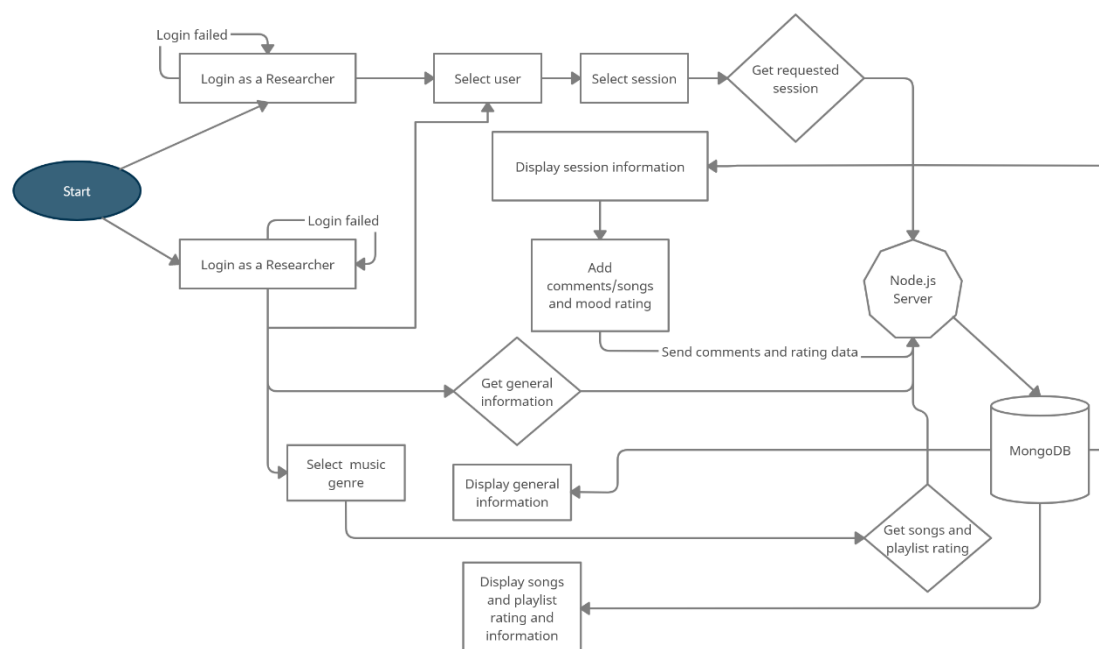 Login failed
Login as a Researcher
Select user
Select session
Get requested
session
Display session information
Start
Login failed
Login as a Researcher
Add
comments/songs
and mood rating
Node.js
Server
Send comments and rating data
Get general
information
Select music
genre
MongoDB
Display general
information
Get songs and
playlist rating
Display songs
and playlist
rating and
information